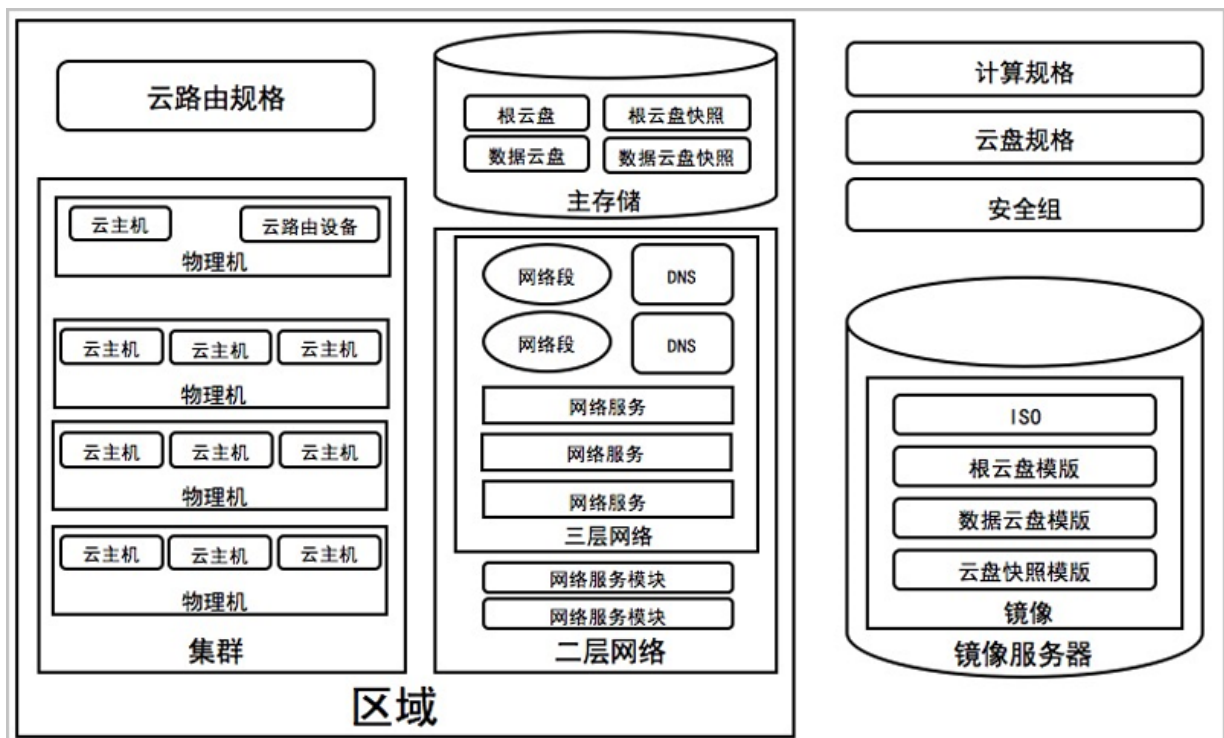 云路由规格
云主机
云路由设备
物理机
云主机
云主机
云主机
物理机
云主机
云主机
云主机
物理机
云主机
云主机
云主机
物理机
集群
根云盘
根云盘快照
数据云盘
数据云盘快照
主存储
网络段
DNS
网络段
DNS
网络服务
网络服务
网络服务
三层网络
网络服务模块
网络服务模块
二层网络
区域
计算规格
云盘规格
安全组
ISO
根云盘模版
数据云盘模版
云盘快照模版
镜像
镜像服务器